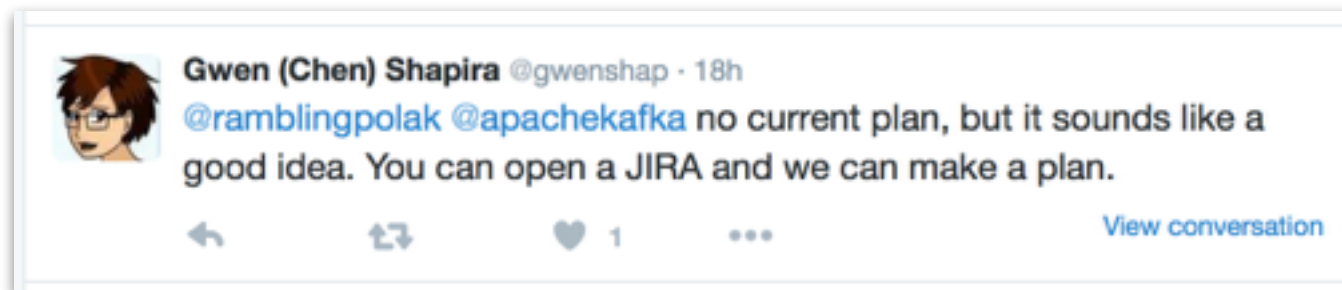 Gwen (Chen) Shapira @gwenshap · 18h
@ramblingpolak @apachekafka no current plan, but it sounds like a
good idea. You can open a JIRA and we can make a plan.
1
View conversation